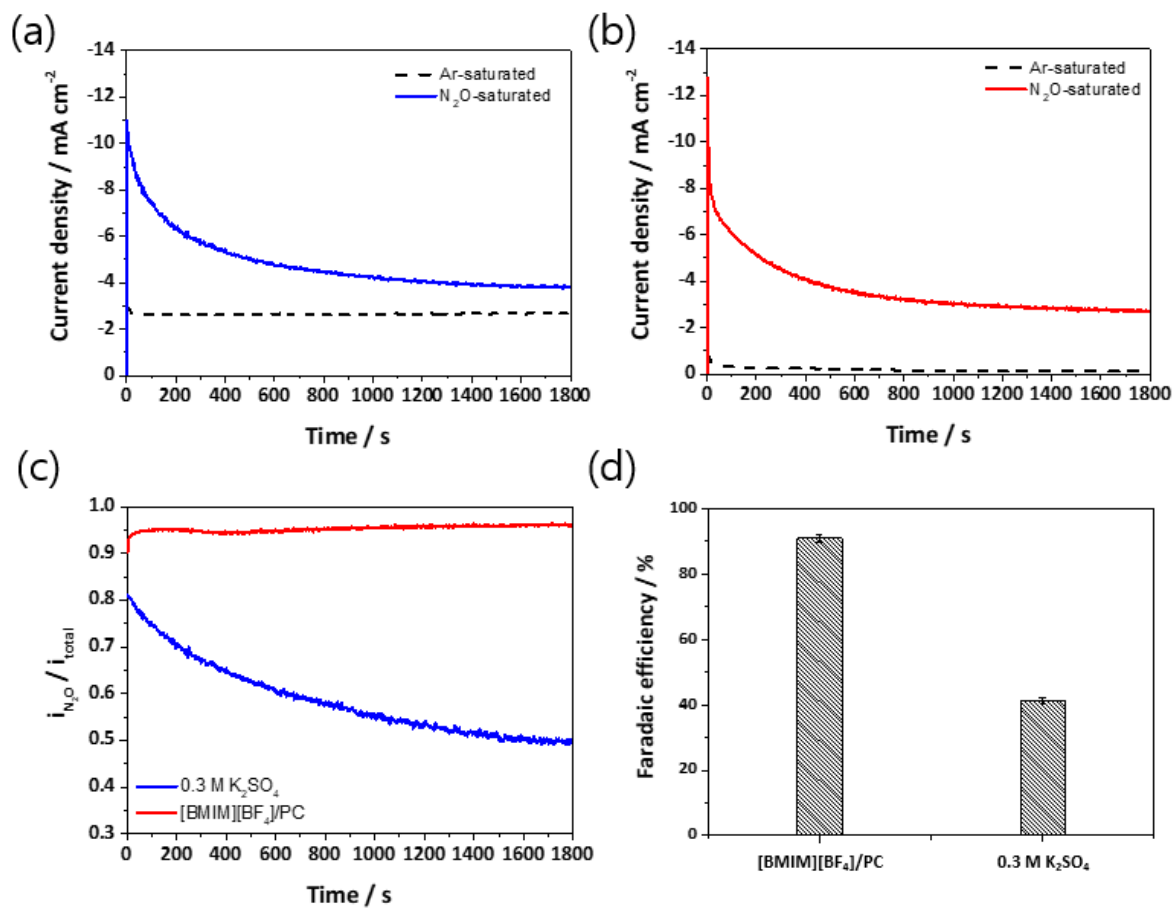 (a)
-14
-12
-10
-8
-6
-4
-2
0
Current density / mA cm⁻²
Ar-saturated
N₂O-saturated
0 200 400 600 800 1000 1200 1400 1600 1800
Time / s
(b)
-14
-12
-10
-8
-6
-4
-2
0
Current density / mA cm⁻²
Ar-saturated
N₂O-saturated
0 200 400 600 800 1000 1200 1400 1600 1800
Time / s
(c)
1.0
0.9
0.8
0.7
0.6
0.5
0.4
0.3
i_N₂O / i_total
0.3 M K₂SO₄
[BMIM][BF₄]/PC
0 200 400 600 800 1000 1200 1400 1600 1800
Time / s
(d)
100
80
60
40
20
0
Faradaic efficiency / %
[BMIM][BF₄]/PC 0.3 M K₂SO₄